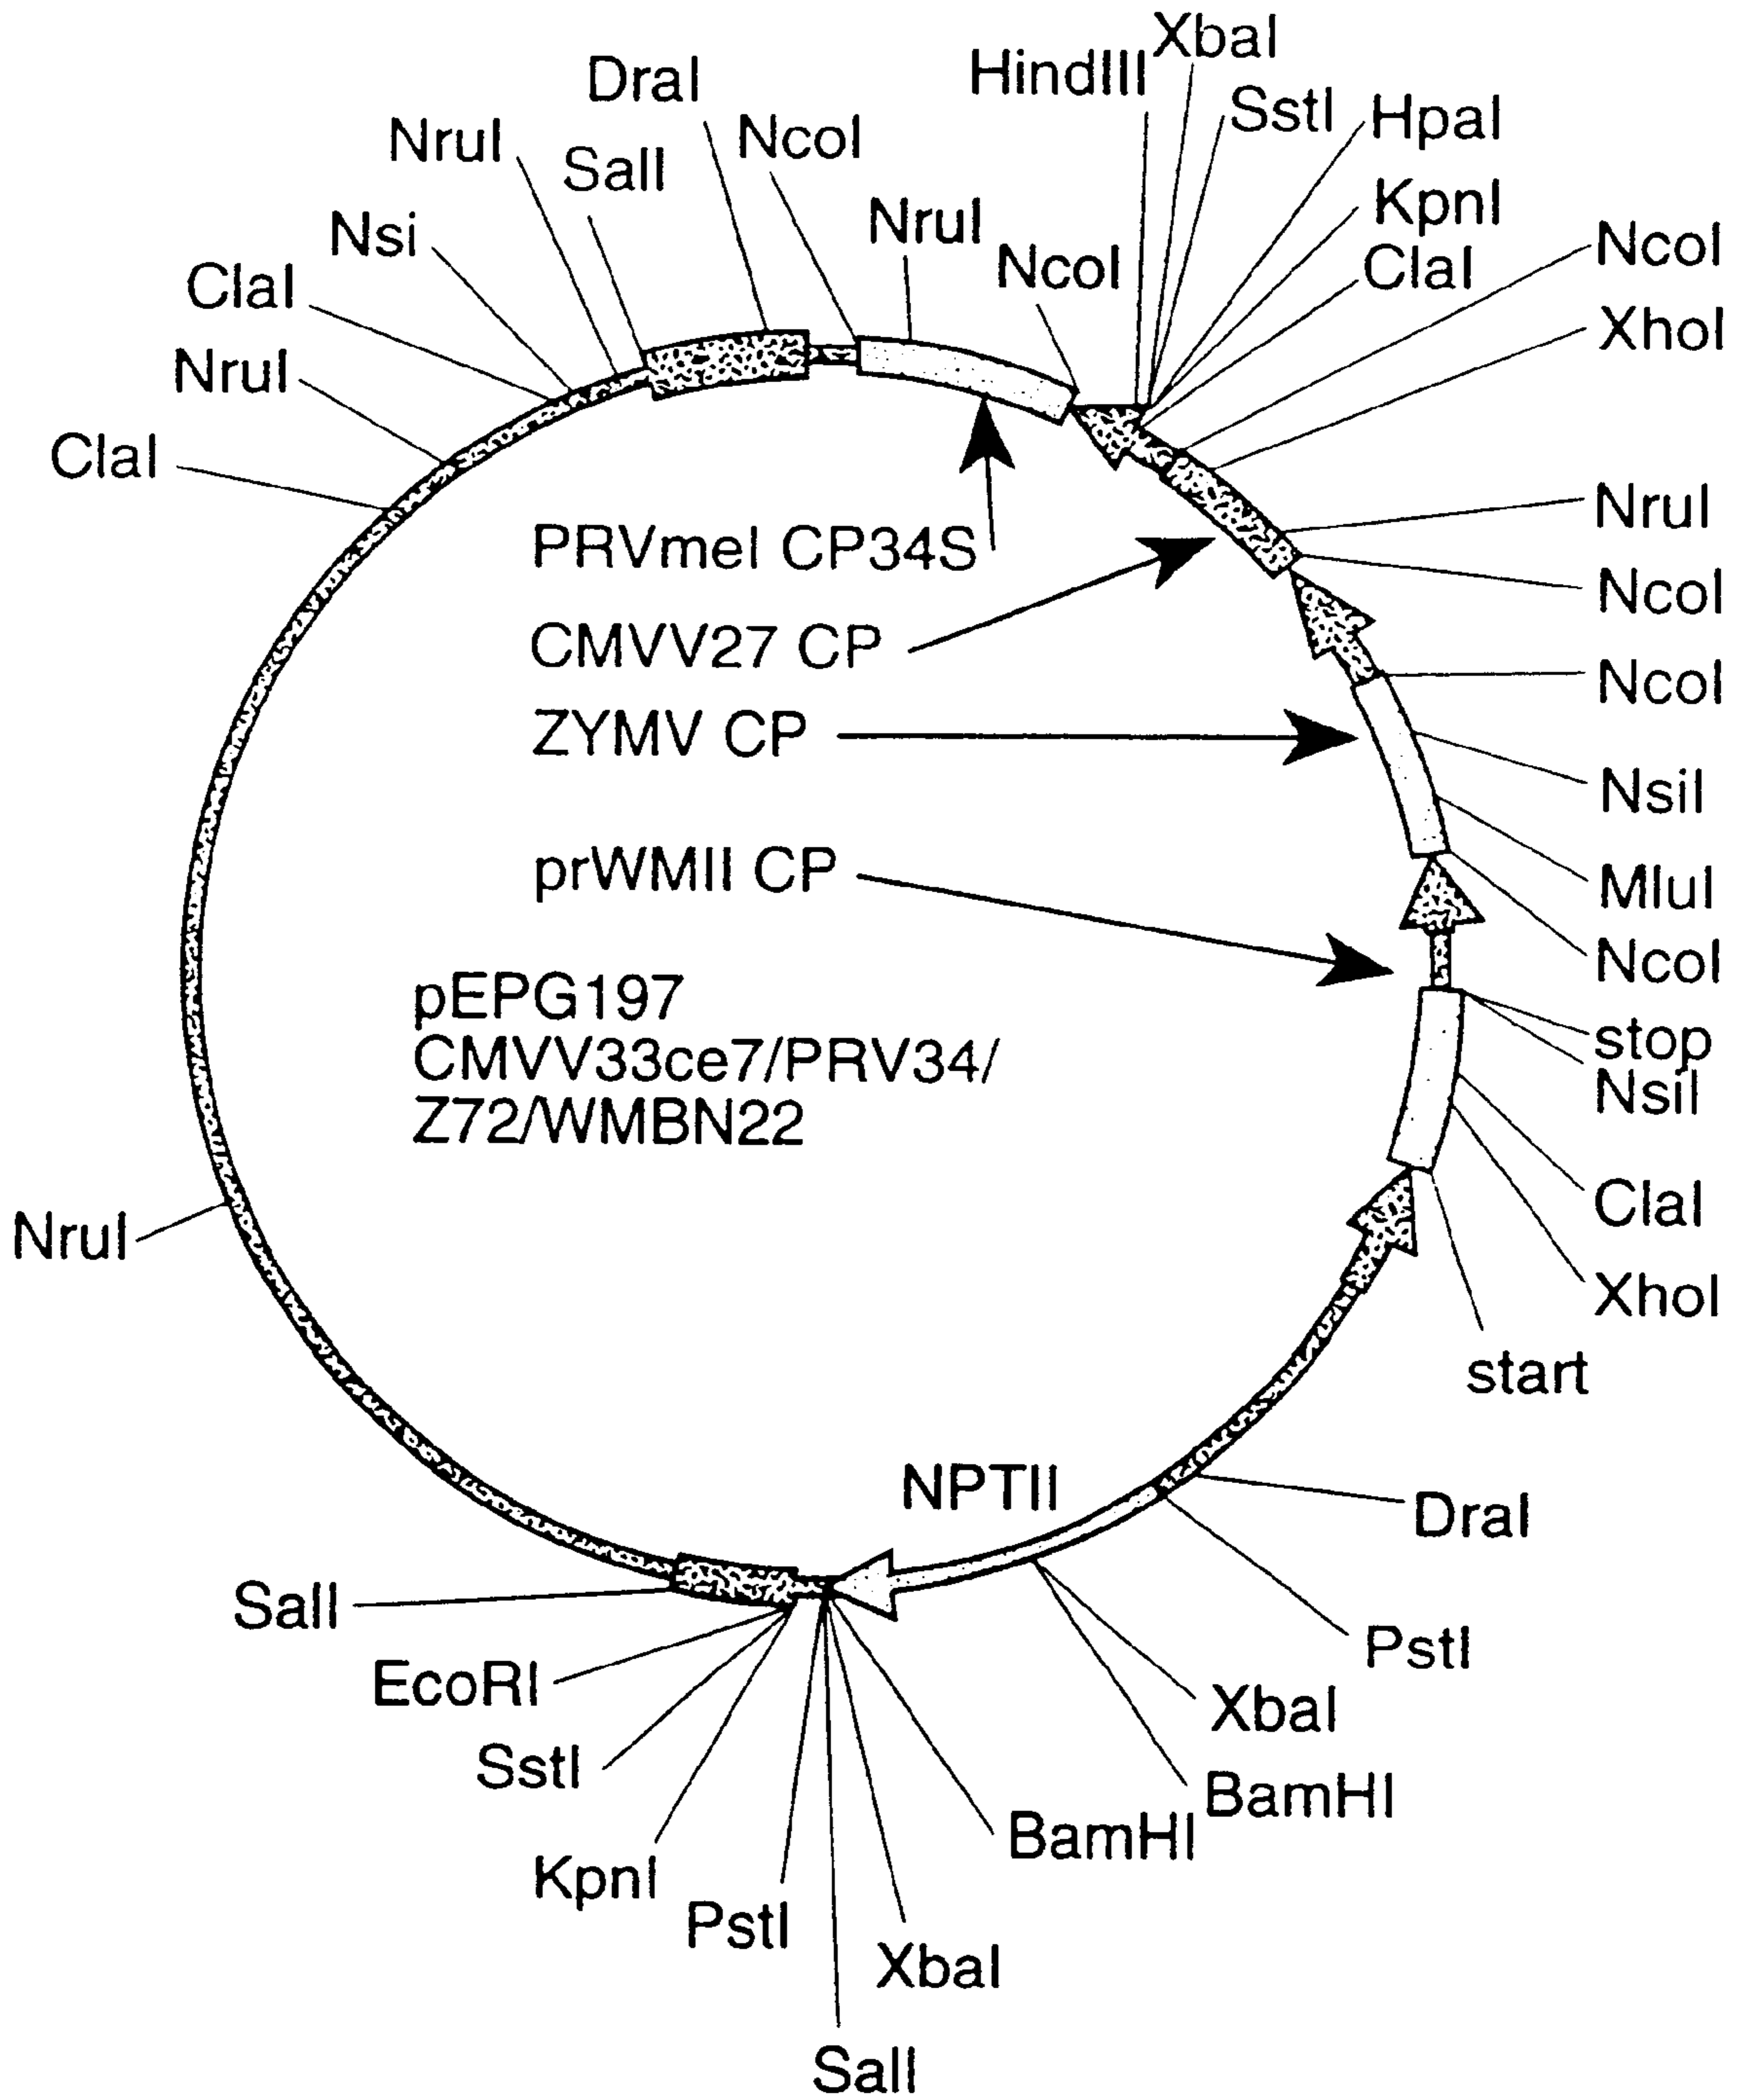 XbaI
HindIII
DraI
SstI
HpaI
NcoI
NruI
SalI
KpnI
NruI
Nsi
NcoI
NcoI
ClaI
ClaI
XhoI
NruI
ClaI
NruI
PRVmel CP34S
NcoI
CMVV27 CP
NcoI
ZYMV CP
NsiI
prWMII CP
MluI
NcoI
pEPG197
CMVV33ce7/PRV34/
Z72/WMBN22
stop
NsiI
ClaI
NruI
XhoI
start
NPTII
DraI
SalI
PstI
EcoRI
XbaI
SstI
BamHI
BamHI
KpnI
PstI
XbaI
SalI